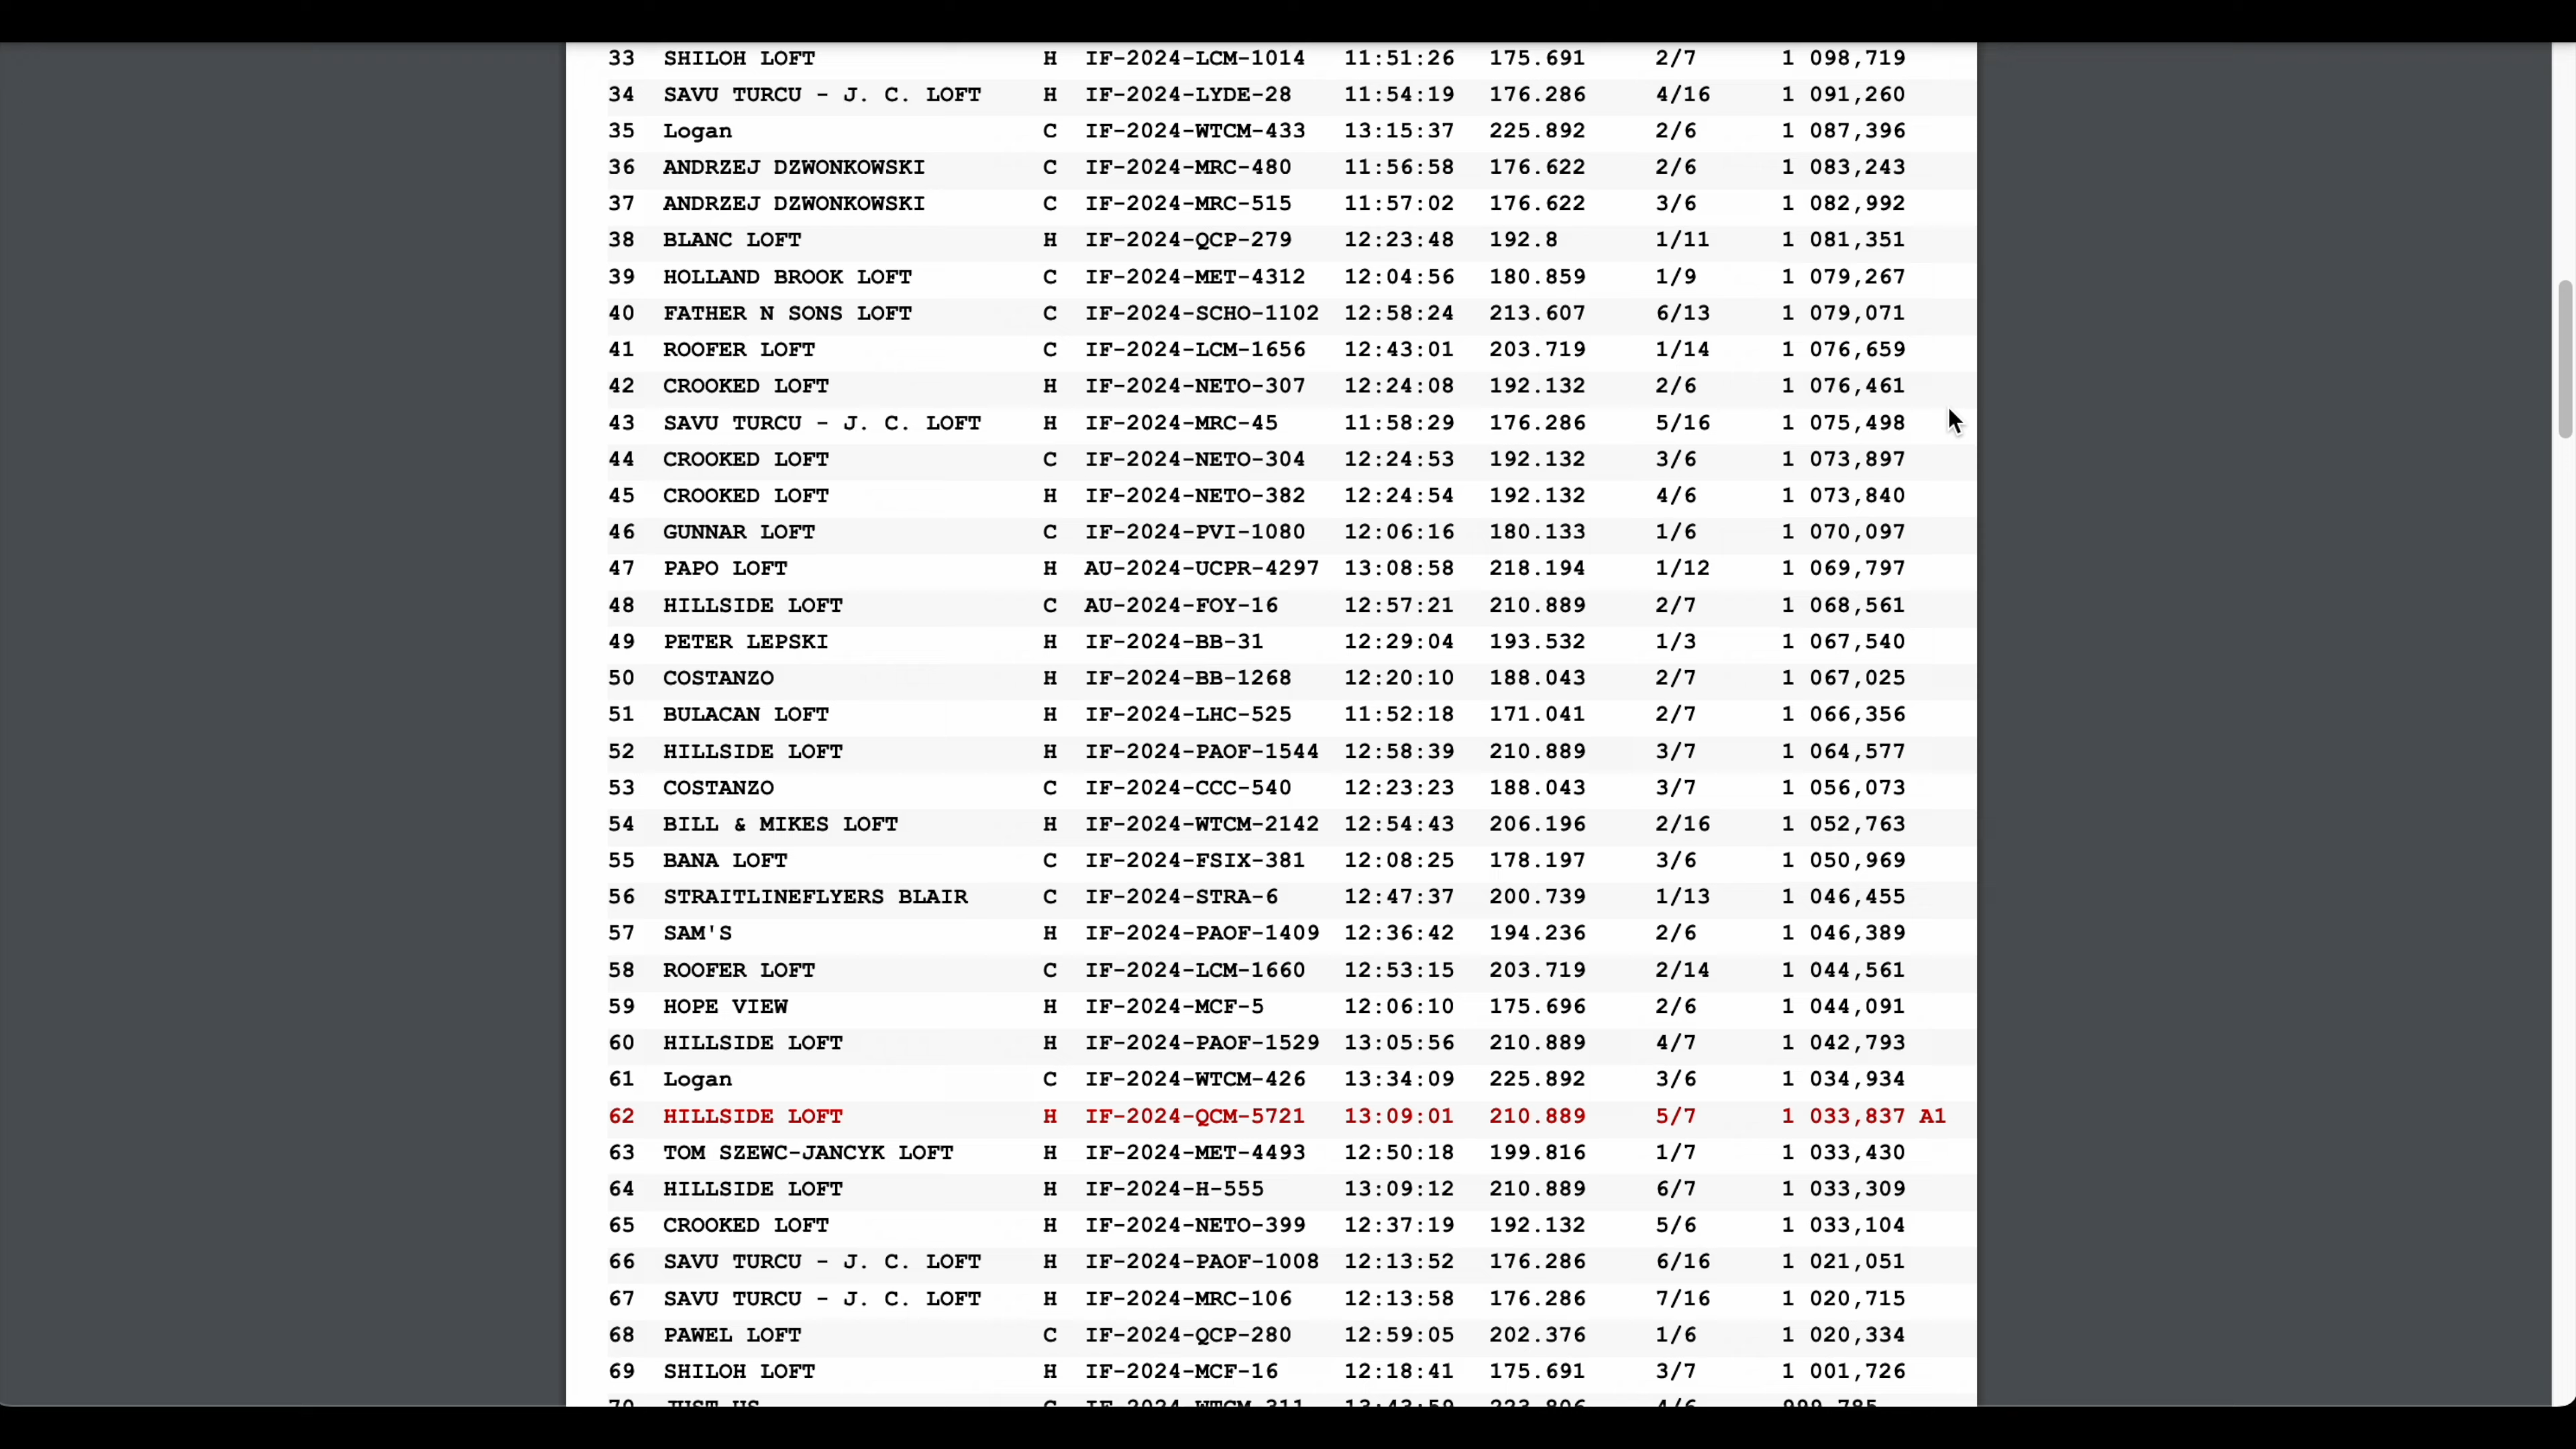 33 SHILOH LOFT H IF-2024-LCM-1014 11:51:26 175.691 2/7 1 098,719
34 SAVU TURCU - J. C. LOFT H IF-2024-LYDE-28 11:54:19 176.286 4/16 1 091,260
35 Logan C IF-2024-WTCM-433 13:15:37 225.892 2/6 1 087,396
36 ANDRZEJ DZWONKOWSKI C IF-2024-MRC-480 11:56:58 176.622 2/6 1 083,243
37 ANDRZEJ DZWONKOWSKI C IF-2024-MRC-515 11:57:02 176.622 3/6 1 082,992
38 BLANC LOFT H IF-2024-QCP-279 12:23:48 192.8 1/11 1 081,351
39 HOLLAND BROOK LOFT C IF-2024-MET-4312 12:04:56 180.859 1/9 1 079,267
40 FATHER N SONS LOFT C IF-2024-SCHO-1102 12:58:24 213.607 6/13 1 079,071
41 ROOFER LOFT C IF-2024-LCM-1656 12:43:01 203.719 1/14 1 076,659
42 CROOKED LOFT H IF-2024-NETO-307 12:24:08 192.132 2/6 1 076,461
43 SAVU TURCU - J. C. LOFT H IF-2024-MRC-45 11:58:29 176.286 5/16 1 075,498
44 CROOKED LOFT C IF-2024-NETO-304 12:24:53 192.132 3/6 1 073,897
45 CROOKED LOFT H IF-2024-NETO-382 12:24:54 192.132 4/6 1 073,840
46 GUNNAR LOFT C IF-2024-PVI-1080 12:06:16 180.133 1/6 1 070,097
47 PAPO LOFT H AU-2024-UCPR-4297 13:08:58 218.194 1/12 1 069,797
48 HILLSIDE LOFT C AU-2024-FOY-16 12:57:21 210.889 2/7 1 068,561
49 PETER LEPSKI H IF-2024-BB-31 12:29:04 193.532 1/3 1 067,540
50 COSTANZO H IF-2024-BB-1268 12:20:10 188.043 2/7 1 067,025
51 BULACAN LOFT H IF-2024-LHC-525 11:52:18 171.041 2/7 1 066,356
52 HILLSIDE LOFT H IF-2024-PAOF-1544 12:58:39 210.889 3/7 1 064,577
53 COSTANZO C IF-2024-CCC-540 12:23:23 188.043 3/7 1 056,073
54 BILL & MIKES LOFT H IF-2024-WTCM-2142 12:54:43 206.196 2/16 1 052,763
55 BANA LOFT C IF-2024-FSIX-381 12:08:25 178.197 3/6 1 050,969
56 STRAITLINEFLYERS BLAIR C IF-2024-STRA-6 12:47:37 200.739 1/13 1 046,455
57 SAM'S H IF-2024-PAOF-1409 12:36:42 194.236 2/6 1 046,389
58 ROOFER LOFT C IF-2024-LCM-1660 12:53:15 203.719 2/14 1 044,561
59 HOPE VIEW H IF-2024-MCF-5 12:06:10 175.696 2/6 1 044,091
60 HILLSIDE LOFT H IF-2024-PAOF-1529 13:05:56 210.889 4/7 1 042,793
61 Logan C IF-2024-WTCM-426 13:34:09 225.892 3/6 1 034,934
62 HILLSIDE LOFT H IF-2024-QCM-5721 13:09:01 210.889 5/7 1 033,837 A1
63 TOM SZEWC-JANCYK LOFT H IF-2024-MET-4493 12:50:18 199.816 1/7 1 033,430
64 HILLSIDE LOFT H IF-2024-H-555 13:09:12 210.889 6/7 1 033,309
65 CROOKED LOFT H IF-2024-NETO-399 12:37:19 192.132 5/6 1 033,104
66 SAVU TURCU - J. C. LOFT H IF-2024-PAOF-1008 12:13:52 176.286 6/16 1 021,051
67 SAVU TURCU - J. C. LOFT H IF-2024-MRC-106 12:13:58 176.286 7/16 1 020,715
68 PAWEL LOFT C IF-2024-QCP-280 12:59:05 202.376 1/6 1 020,334
69 SHILOH LOFT H IF-2024-MCF-16 12:18:41 175.691 3/7 1 001,726